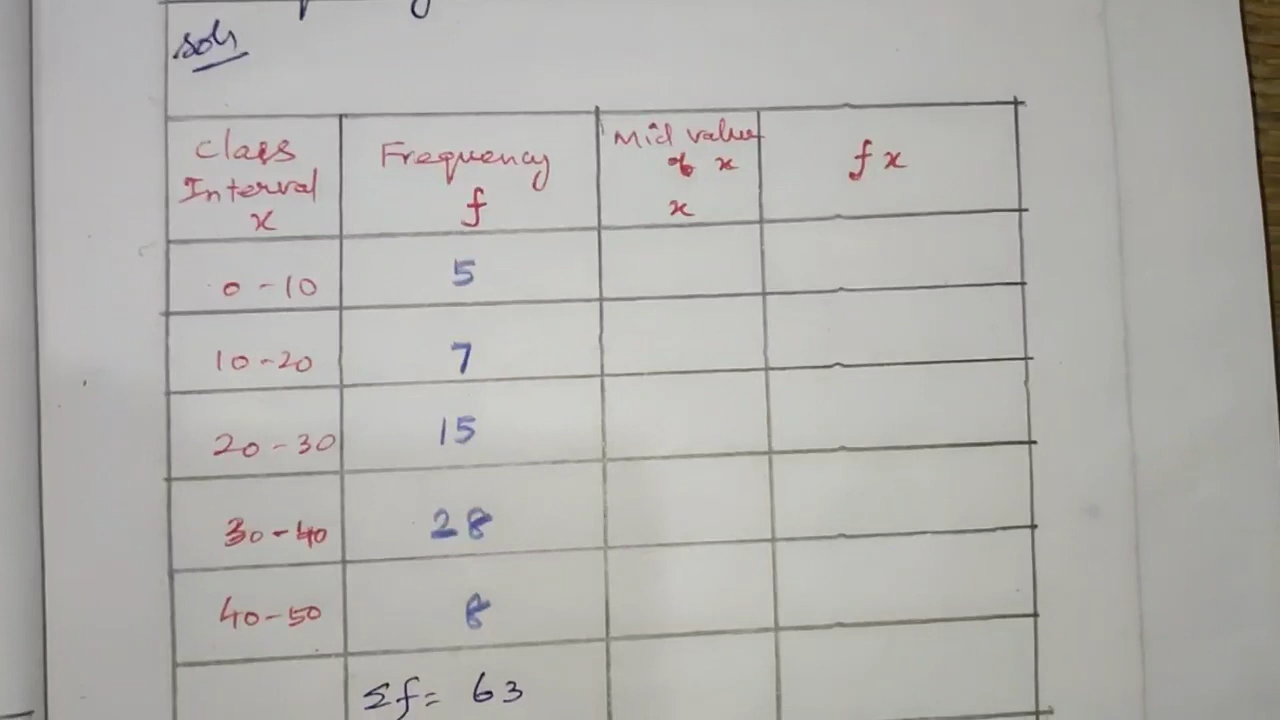 Soln
Class Interval x Frequency f Mid value of x x f x
0 - 10 5
10 - 20 7
20 - 30 15
30 - 40 28
40 - 50 8
Σf = 63